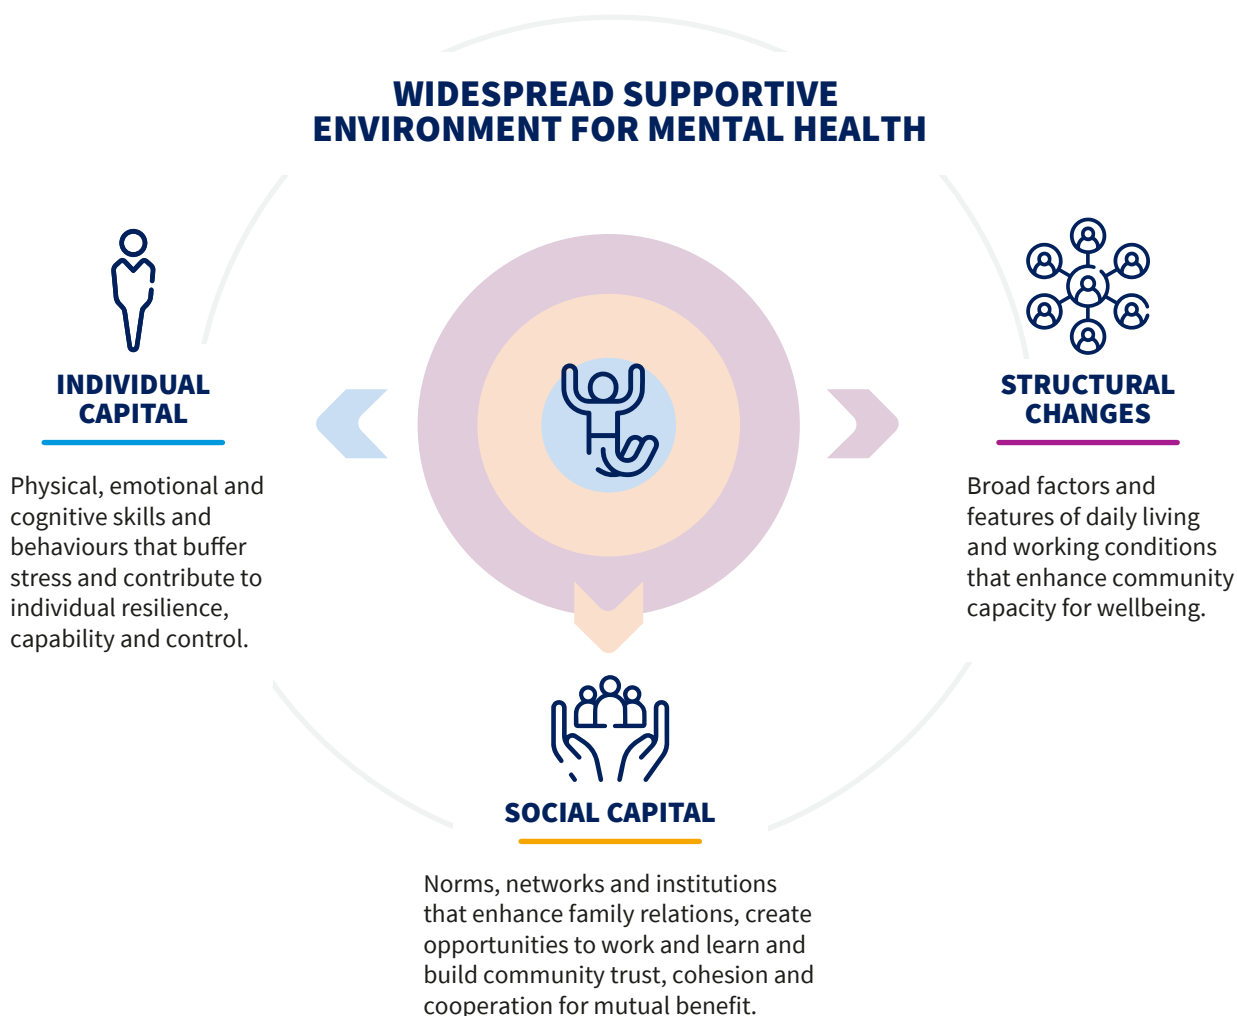 WIDESPREAD SUPPORTIVE
ENVIRONMENT FOR MENTAL HEALTH
INDIVIDUAL
CAPITAL
Physical, emotional and
cognitive skills and
behaviours that buffer
stress and contribute to
individual resilience,
capability and control.
STRUCTURAL
CHANGES
Broad factors and
features of daily living
and working conditions
that enhance community
capacity for wellbeing.
SOCIAL CAPITAL
Norms, networks and institutions
that enhance family relations, create
opportunities to work and learn and
build community trust, cohesion and
cooperation for mutual benefit.